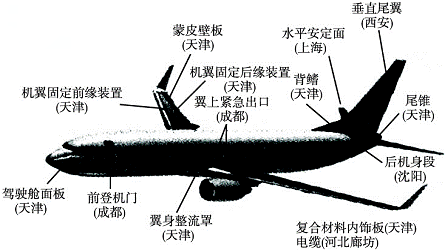 垂直尾翼
(西安)
蒙皮壁板
(天津)
水平安定面
(上海)
机翼固定后缘装置
(天津)
机翼固定前缘装置
(天津)
背鳍
(天津)
翼上紧急出口
(成都)
尾锥
(天津)
后机身段
(沈阳)
驾驶舱面板
(天津)
前登机门
(成都)
翼身整流罩
(天津)
复合材料内饰板(天津)
电缆(河北廊坊)